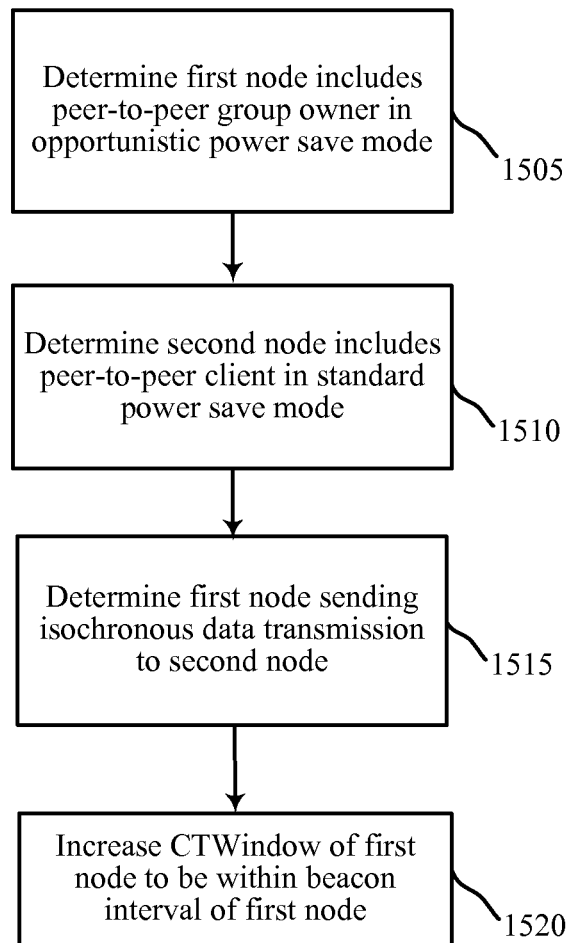 Determine first node includes
peer-to-peer group owner in
opportunistic power save mode
1505
Determine second node includes
peer-to-peer client in standard
power save mode
1510
Determine first node sending
isochronous data transmission
to second node
1515
Increase CTWindow of first
node to be within beacon
interval of first node
1520